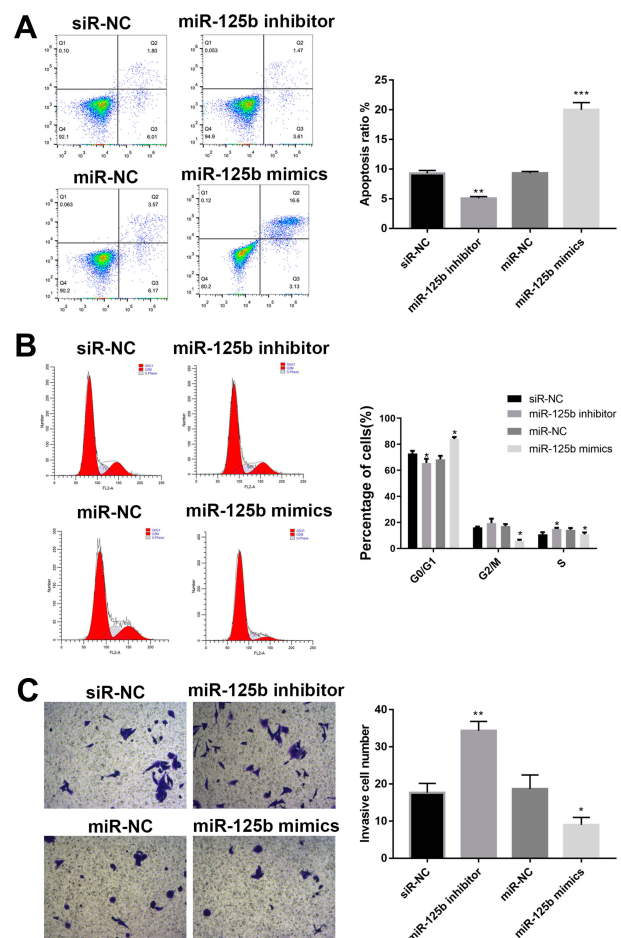 A
siR-NC
miR-125b inhibitor
Q1
0.10
Q2
1.80
Q4
92.1
Q3
6.01
Q1
0.053
Q2
1.47
Q4
94.9
Q3
3.61
miR-NC
miR-125b mimics
Q1
0.063
Q2
3.57
Q4
90.2
Q3
6.17
Q1
0.12
Q2
16.6
Q4
80.2
Q3
3.13
Apoptosis ratio %
25
20
15
10
5
0
**
***
siR-NC
miR-125b inhibitor
miR-NC
miR-125b mimics
B
siR-NC
miR-125b inhibitor
Number
FL2-A
Number
FL2-A
miR-NC
miR-125b mimics
Number
FL2-A
Number
FL2-A
siR-NC
miR-125b inhibitor
miR-NC
miR-125b mimics
Percentage of cells(%)
100
80
60
40
20
0
*
*
*
*
*
G0/G1
G2/M
S
C
siR-NC
miR-125b inhibitor
miR-NC
miR-125b mimics
Invasive cell number
40
30
20
10
0
**
*
siR-NC
miR-125b inhibitor
miR-NC
miR-125b mimics